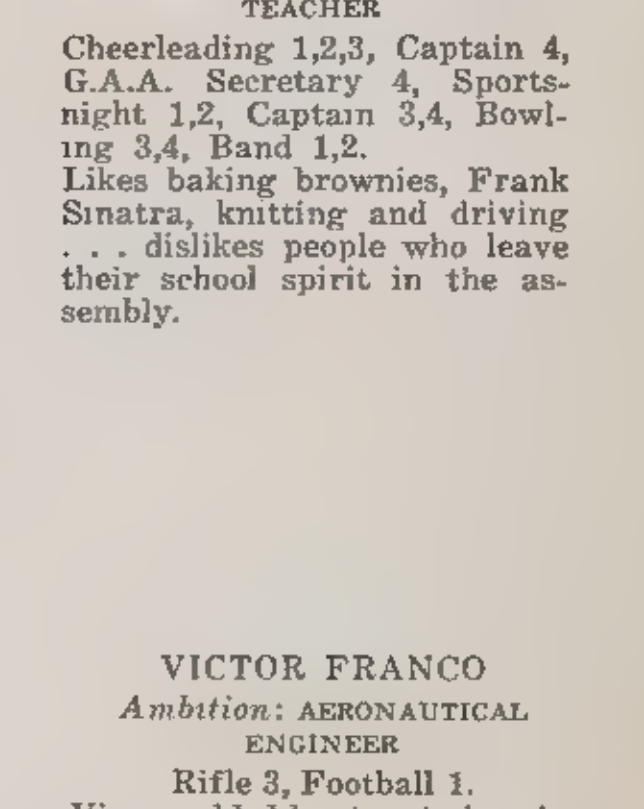 TEACHER
Cheerleading 1,2,3, Captain 4,
G.A.A. Secretary 4, Sports-
night 1,2, Captain 3,4, Bowl-
ing 3,4, Band 1,2.
Likes baking brownies, Frank
Sinatra, knitting and driving
. . . dislikes people who leave
their school spirit in the as-
sembly.
VICTOR FRANCO
Ambition: AERONAUTICAL
ENGINEER
Rifle 3, Football 1.